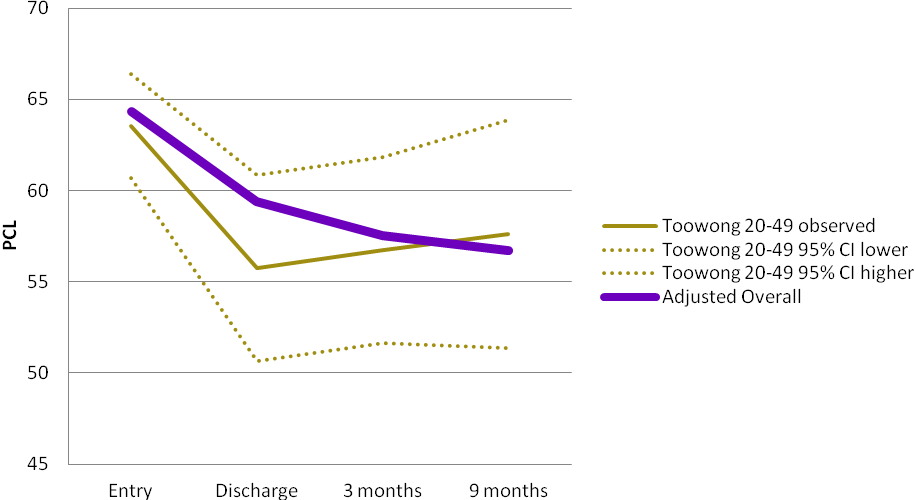 70
65
60
55
50
45
PCL
Entry
Discharge
3 months
9 months
Toowong 20-49 observed
Toowong 20-49 95% CI lower
Toowong 20-49 95% CI higher
Adjusted Overall